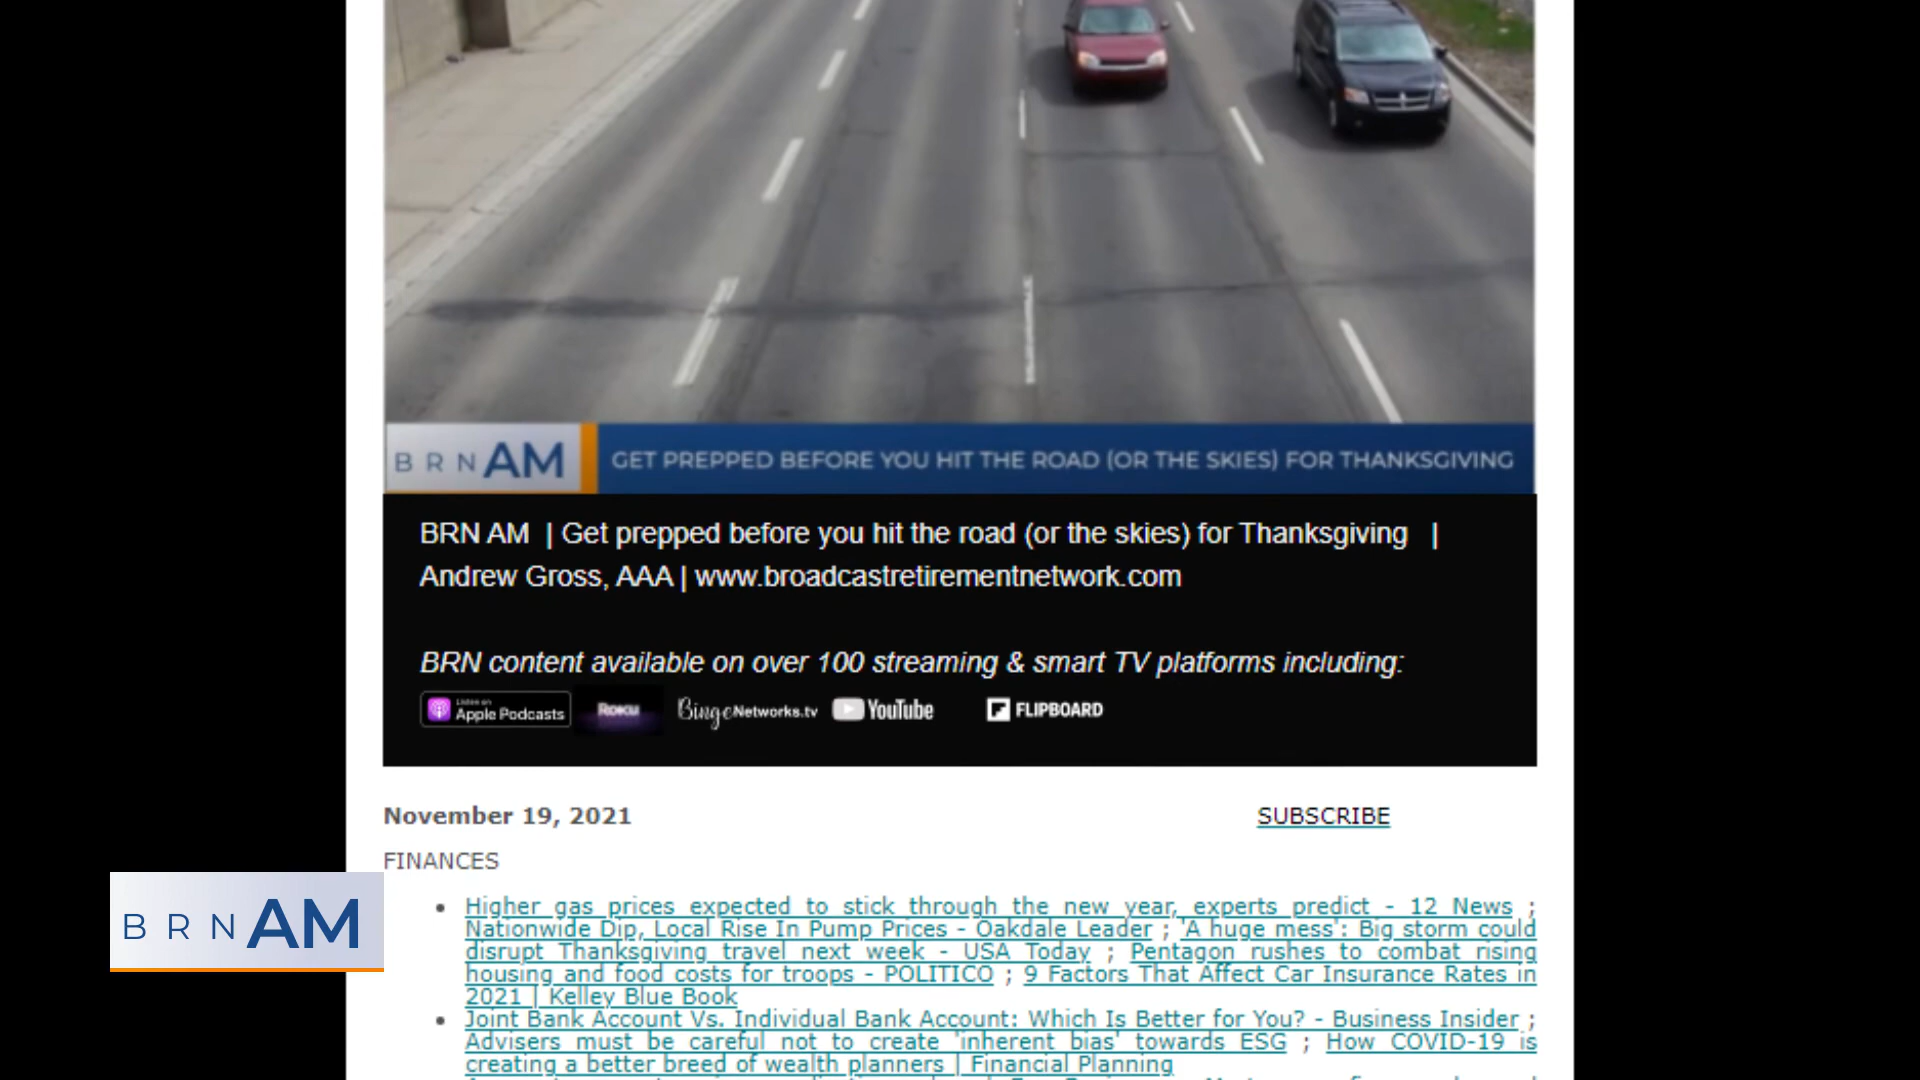 BRN AM GET PREPPED BEFORE YOU HIT THE ROAD (OR THE SKIES) FOR THANKSGIVING
BRN AM | Get prepped before you hit the road (or the skies) for Thanksgiving |
Andrew Gross, AAA | www.broadcastretirementnetwork.com
BRN content available on over 100 streaming & smart TV platforms including:
Listen on
Apple Podcasts ROKU BingeNetworks.tv YouTube FLIPBOARD
November 19, 2021 SUBSCRIBE
FINANCES
BRN AM
• Higher gas prices expected to stick through the new year, experts predict - 12 News ;
Nationwide Dip, Local Rise In Pump Prices - Oakdale Leader ; 'A huge mess': Big storm could
disrupt Thanksgiving travel next week - USA Today ; Pentagon rushes to combat rising
housing and food costs for troops - POLITICO ; 9 Factors That Affect Car Insurance Rates in
2021 | Kelley Blue Book
• Joint Bank Account Vs. Individual Bank Account: Which Is Better for You? - Business Insider ;
Advisers must be careful not to create 'inherent bias' towards ESG ; How COVID-19 is
creating a better breed of wealth planners | Financial Planning